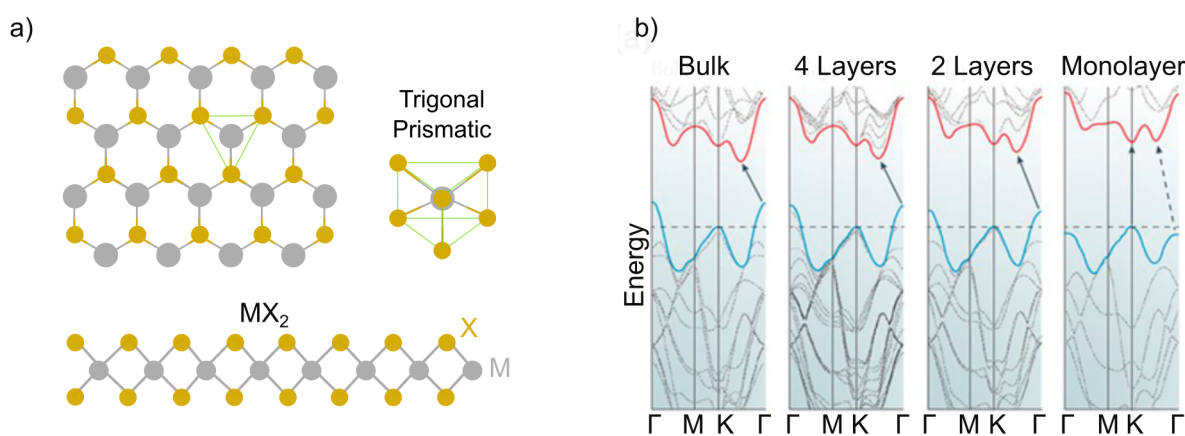 a)
Trigonal
Prismatic
MX₂
X
M
b)
Bulk
4 Layers
2 Layers
Monolayer
Energy
Γ M K Γ
Γ M K Γ
Γ M K Γ
Γ M K Γ